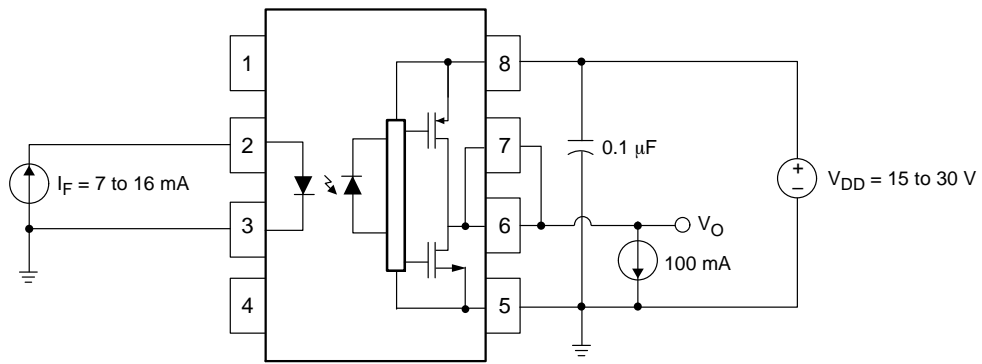 1
8
2
7
0.1 μF
I_F = 7 to 16 mA
+
–
V_DD = 15 to 30 V
3
6
V_O
100 mA
4
5